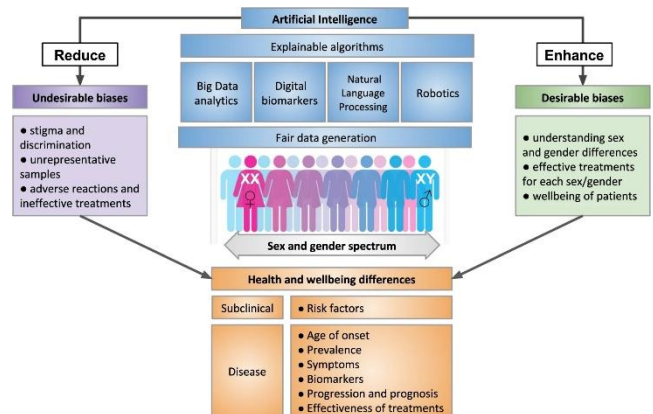 Artificial Intelligence
Reduce
Explainable algorithms
Enhance
Undesirable biases
Big Data
analytics
Digital
biomarkers
Natural
Language
Processing
Robotics
Desirable biases
● stigma and
discrimination
● unrepresentative
samples
● adverse reactions and
ineffective treatments
Fair data generation
● understanding sex
and gender differences
● effective treatments
for each sex/gender
● wellbeing of patients
XX
♀
XY
♂
Sex and gender spectrum
Health and wellbeing differences
Subclinical
● Risk factors
Disease
● Age of onset
● Prevalence
● Symptoms
● Biomarkers
● Progression and prognosis
● Effectiveness of treatments